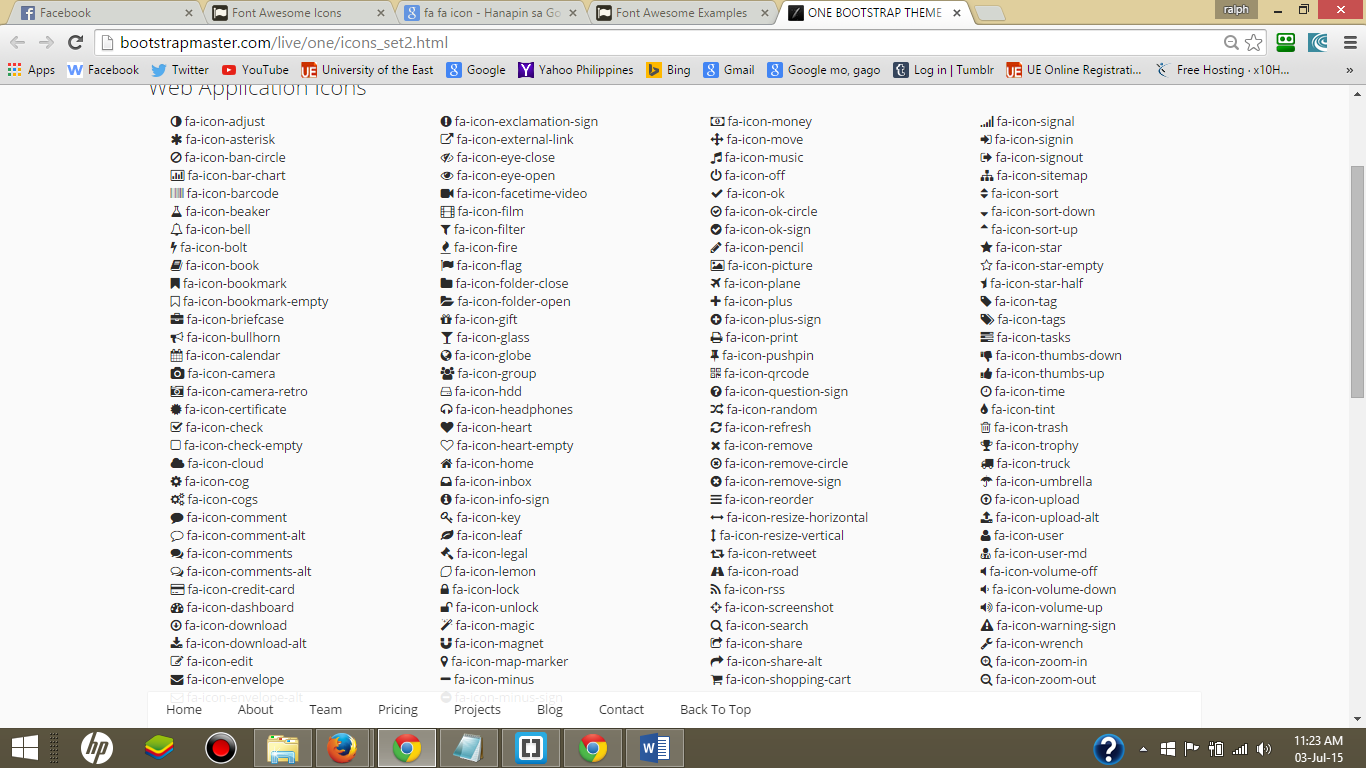 Facebook
Font Awesome Icons
fa fa icon - Hanapin sa Go
Font Awesome Examples
ONE BOOTSTRAP THEME
ralph
bootstrapmaster.com/live/one/icons_set2.html
Apps
Facebook
Twitter
YouTube
University of the East
Google
Yahoo Philippines
Bing
Gmail
Google mo, gago
Log in | Tumblr
UE Online Registrati...
Free Hosting · x10H...
»
Web Application Icons
fa-icon-adjust
fa-icon-asterisk
fa-icon-ban-circle
fa-icon-bar-chart
fa-icon-barcode
fa-icon-beaker
fa-icon-bell
fa-icon-bolt
fa-icon-book
fa-icon-bookmark
fa-icon-bookmark-empty
fa-icon-briefcase
fa-icon-bullhorn
fa-icon-calendar
fa-icon-camera
fa-icon-camera-retro
fa-icon-certificate
fa-icon-check
fa-icon-check-empty
fa-icon-cloud
fa-icon-cog
fa-icon-cogs
fa-icon-comment
fa-icon-comment-alt
fa-icon-comments
fa-icon-comments-alt
fa-icon-credit-card
fa-icon-dashboard
fa-icon-download
fa-icon-download-alt
fa-icon-edit
fa-icon-envelope
fa-icon-envelope-alt
fa-icon-exclamation-sign
fa-icon-external-link
fa-icon-eye-close
fa-icon-eye-open
fa-icon-facetime-video
fa-icon-film
fa-icon-filter
fa-icon-fire
fa-icon-flag
fa-icon-folder-close
fa-icon-folder-open
fa-icon-gift
fa-icon-glass
fa-icon-globe
fa-icon-group
fa-icon-hdd
fa-icon-headphones
fa-icon-heart
fa-icon-heart-empty
fa-icon-home
fa-icon-inbox
fa-icon-info-sign
fa-icon-key
fa-icon-leaf
fa-icon-legal
fa-icon-lemon
fa-icon-lock
fa-icon-unlock
fa-icon-magic
fa-icon-magnet
fa-icon-map-marker
fa-icon-minus
fa-icon-minus-sign
fa-icon-money
fa-icon-move
fa-icon-music
fa-icon-off
fa-icon-ok
fa-icon-ok-circle
fa-icon-ok-sign
fa-icon-pencil
fa-icon-picture
fa-icon-plane
fa-icon-plus
fa-icon-plus-sign
fa-icon-print
fa-icon-pushpin
fa-icon-qrcode
fa-icon-question-sign
fa-icon-random
fa-icon-refresh
fa-icon-remove
fa-icon-remove-circle
fa-icon-remove-sign
fa-icon-reorder
fa-icon-resize-horizontal
fa-icon-resize-vertical
fa-icon-retweet
fa-icon-road
fa-icon-rss
fa-icon-screenshot
fa-icon-search
fa-icon-share
fa-icon-share-alt
fa-icon-shopping-cart
fa-icon-signal
fa-icon-signin
fa-icon-signout
fa-icon-sitemap
fa-icon-sort
fa-icon-sort-down
fa-icon-sort-up
fa-icon-star
fa-icon-star-empty
fa-icon-star-half
fa-icon-tag
fa-icon-tags
fa-icon-tasks
fa-icon-thumbs-down
fa-icon-thumbs-up
fa-icon-time
fa-icon-tint
fa-icon-trash
fa-icon-trophy
fa-icon-truck
fa-icon-umbrella
fa-icon-upload
fa-icon-upload-alt
fa-icon-user
fa-icon-user-md
fa-icon-volume-off
fa-icon-volume-down
fa-icon-volume-up
fa-icon-warning-sign
fa-icon-wrench
fa-icon-zoom-in
fa-icon-zoom-out
Home About Team Pricing Projects Blog Contact Back To Top
11:23 AM
03-Jul-15